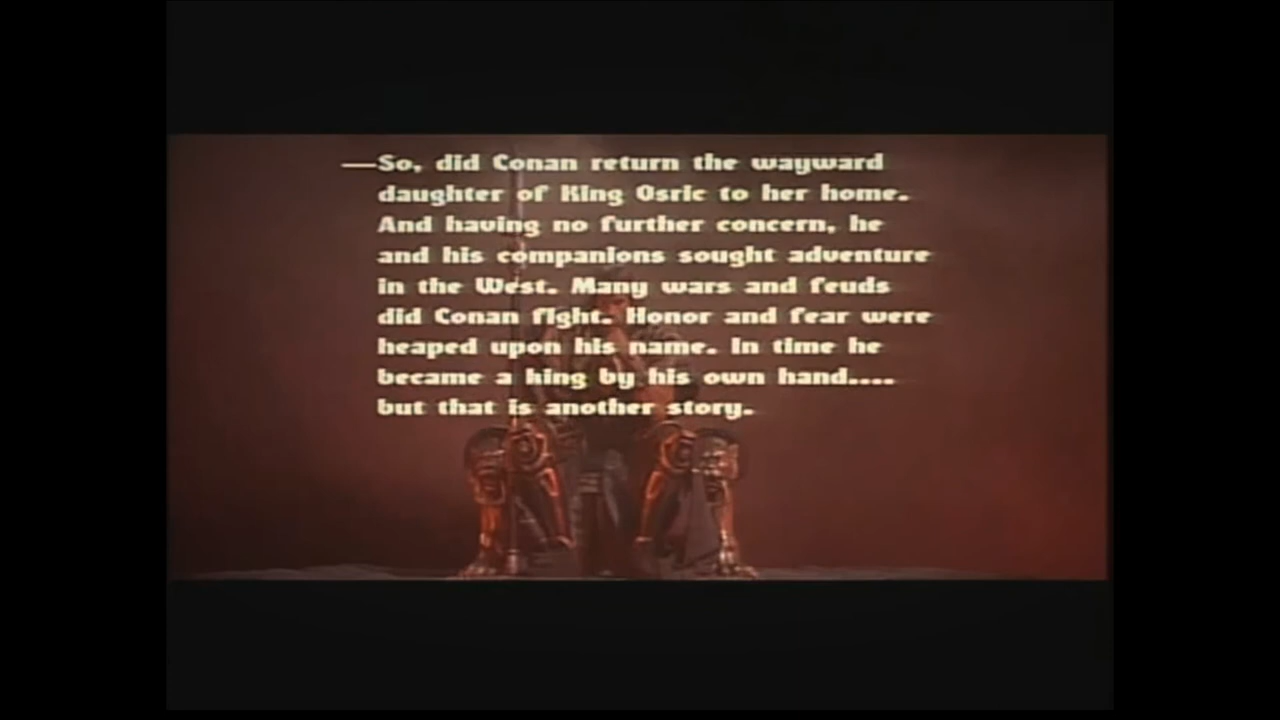 —So, did Conan return the wayward
daughter of King Osric to her home.
And having no further concern, he
and his companions sought adventure
in the West. Many wars and feuds
did Conan fight. Honor and fear were
heaped upon his name. In time he
became a king by his own hand....
but that is another story.